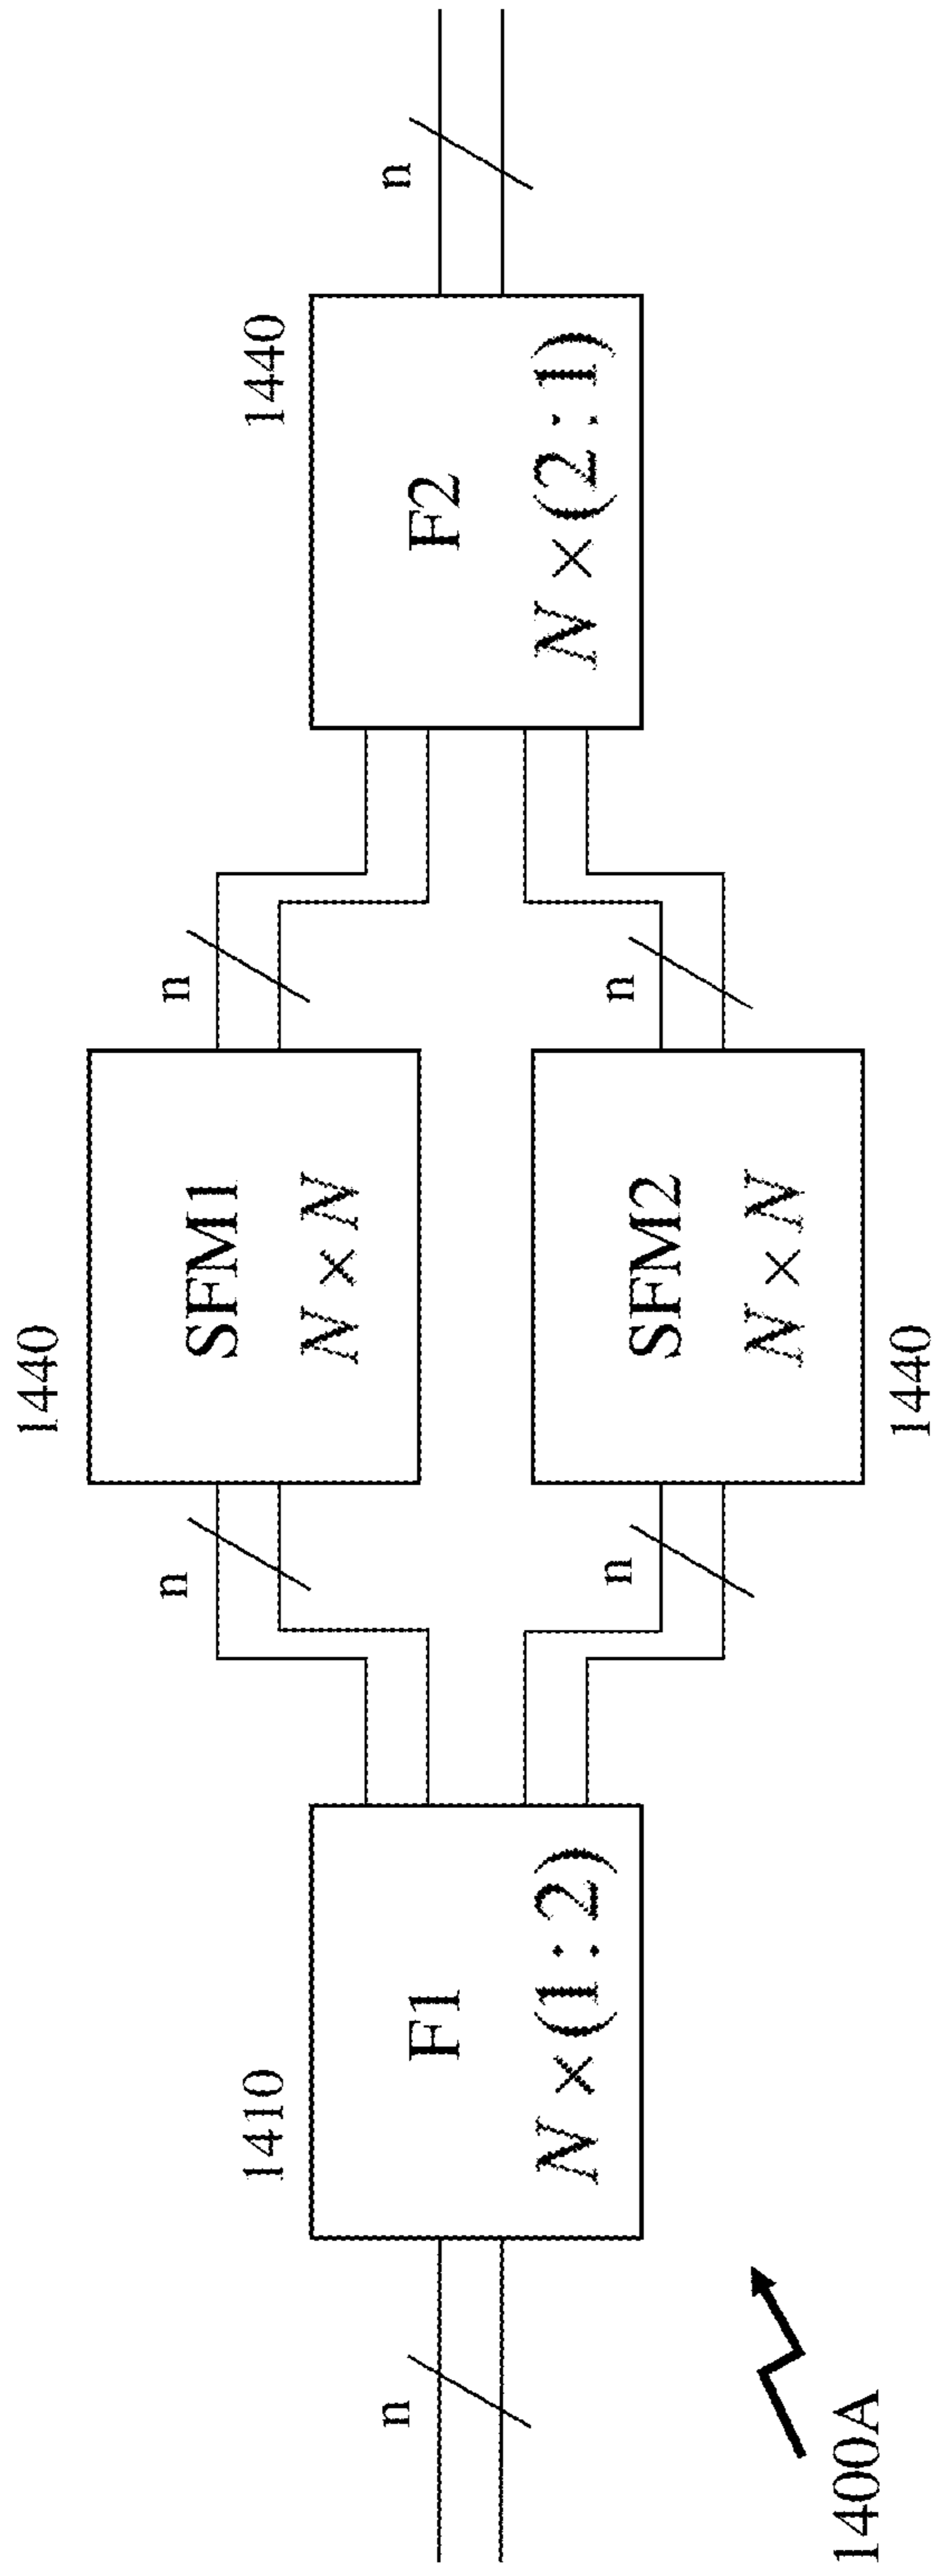 1410
F1
N × (1 : 2)
n
n
n
1440
SFM1
N × N
SFM2
N × N
1440
n
n
1440
F2
N × (2 : 1)
n
1400A